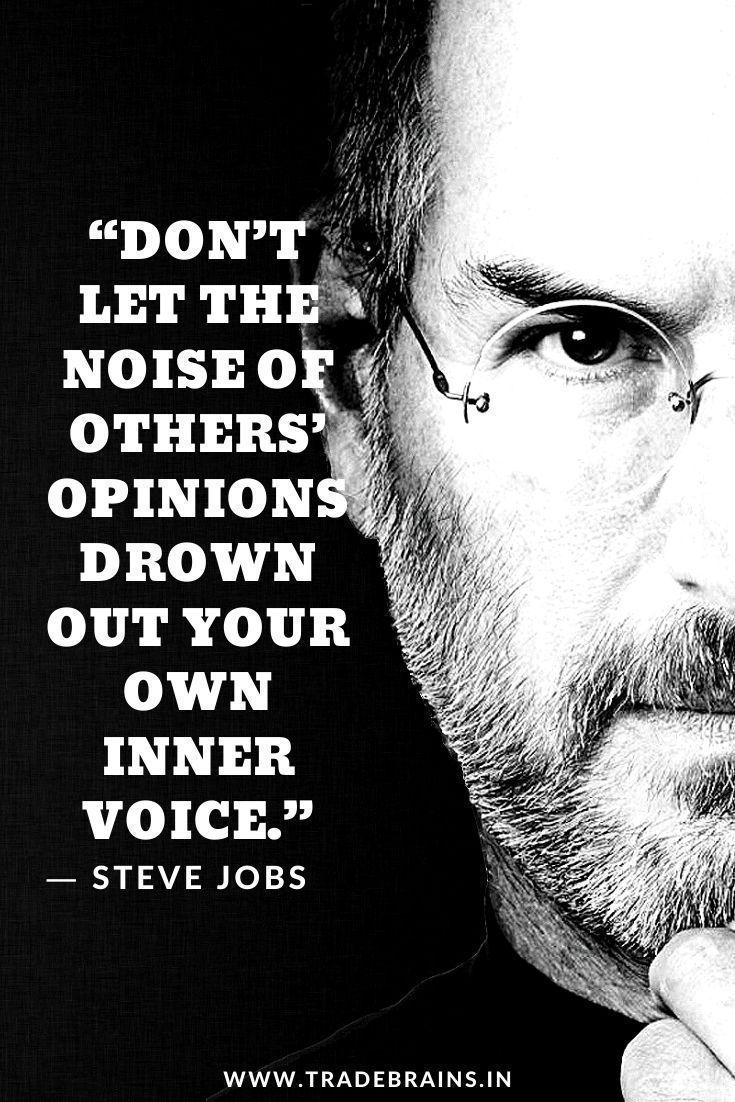 “DON’T
LET THE
NOISE OF
OTHERS’
OPINIONS
DROWN
OUT YOUR
OWN
INNER
VOICE.”
— STEVE JOBS
WWW.TRADEBRAINS.IN